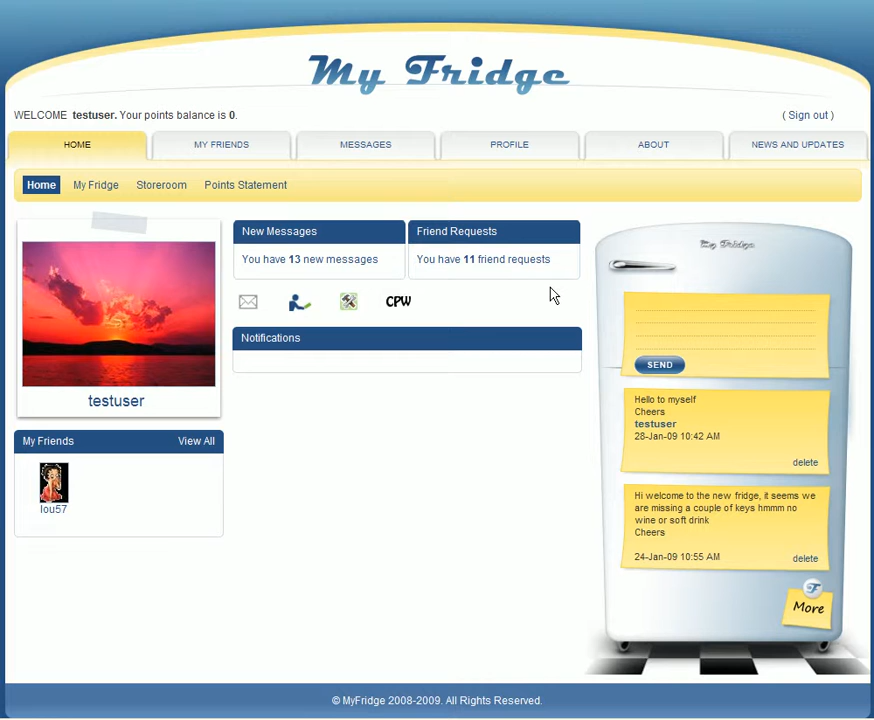 My Fridge
WELCOME testuser. Your points balance is 0.
( Sign out )
HOME
MY FRIENDS
MESSAGES
PROFILE
ABOUT
NEWS AND UPDATES
Home
My Fridge
Storeroom
Points Statement
testuser
My Friends
View All
lou57
New Messages
You have 13 new messages
Friend Requests
You have 11 friend requests
CPW
Notifications
My Fridge
SEND
Hello to myself
Cheers
testuser
28-Jan-09 10:42 AM
delete
Hi welcome to the new fridge, it seems we
are missing a couple of keys hmmm no
wine or soft drink
Cheers
24-Jan-09 10:55 AM
delete
F
More
© MyFridge 2008-2009. All Rights Reserved.